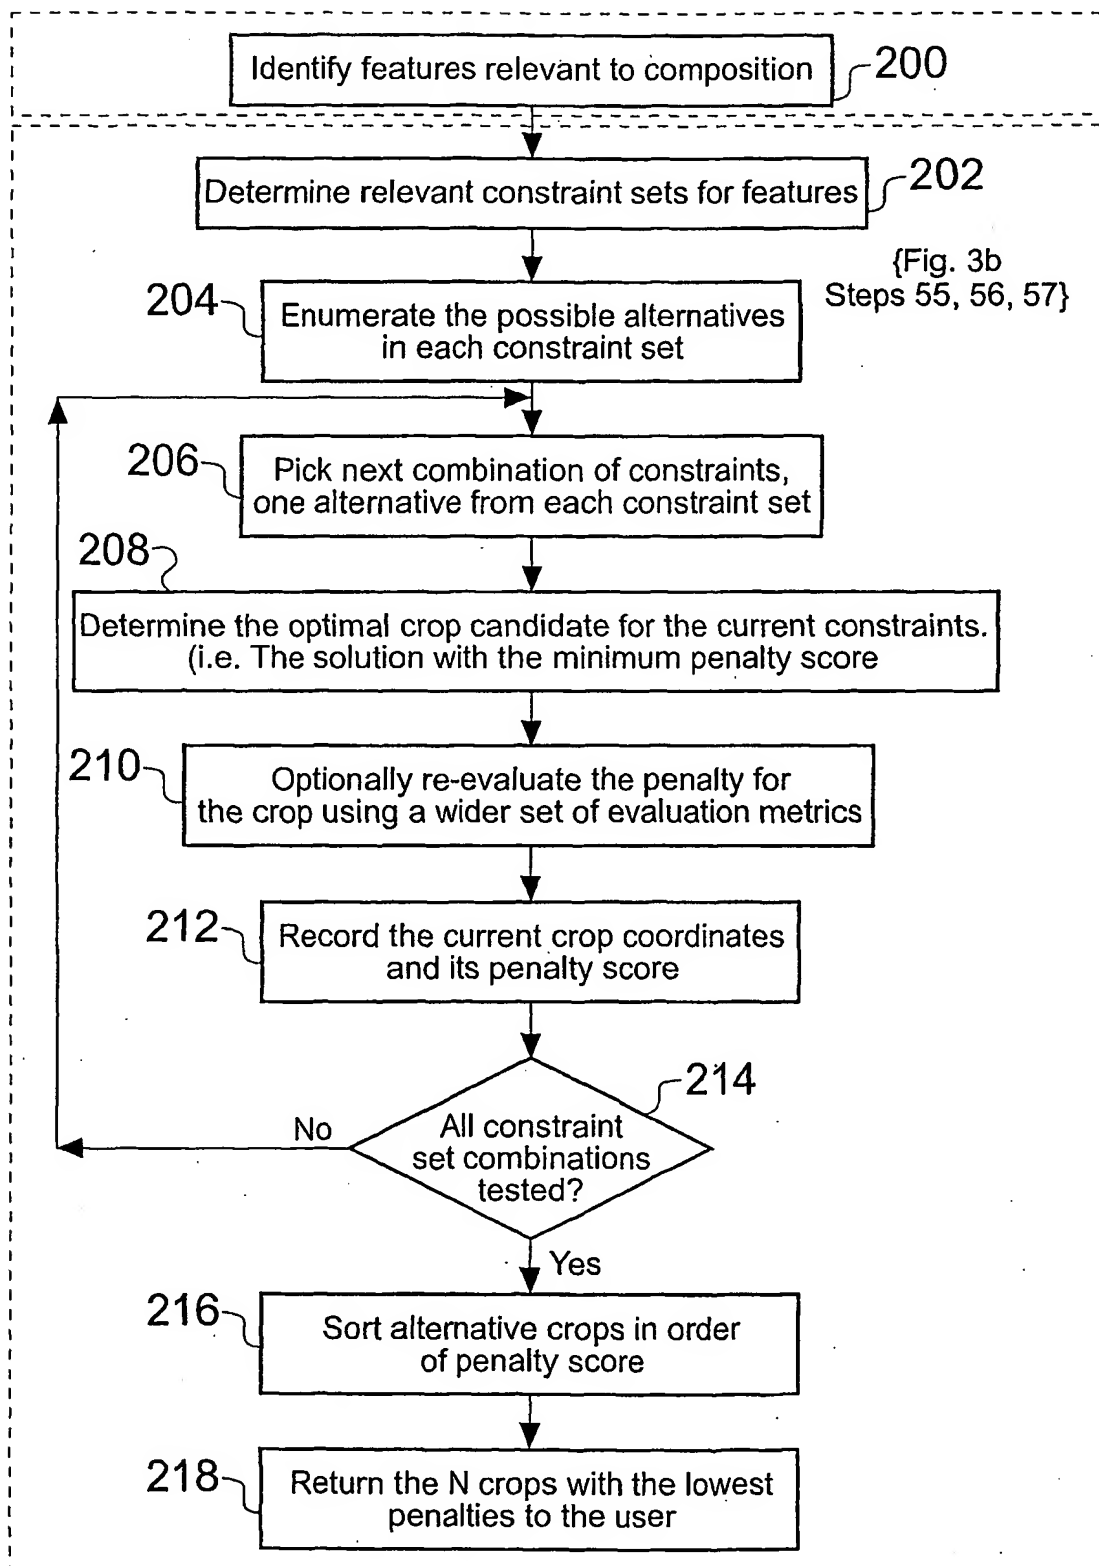 Identify features relevant to composition
200
Determine relevant constraint sets for features
202
{Fig. 3b
Steps 55, 56, 57}
204
Enumerate the possible alternatives
in each constraint set
206
Pick next combination of constraints,
one alternative from each constraint set
208
Determine the optimal crop candidate for the current constraints.
(i.e. The solution with the minimum penalty score
210
Optionally re-evaluate the penalty for
the crop using a wider set of evaluation metrics
212
Record the current crop coordinates
and its penalty score
214
All constraint
set combinations
tested?
No
Yes
216
Sort alternative crops in order
of penalty score
218
Return the N crops with the lowest
penalties to the user